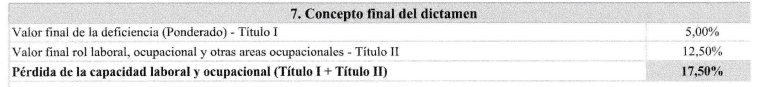 7. Concepto final del dictamen
Valor final de la deficiencia (Ponderado) - Título I 5,00%
Valor final rol laboral, ocupacional y otras areas ocupacionales - Título II 12,50%
Pérdida de la capacidad laboral y ocupacional (Título I + Título II) 17,50%